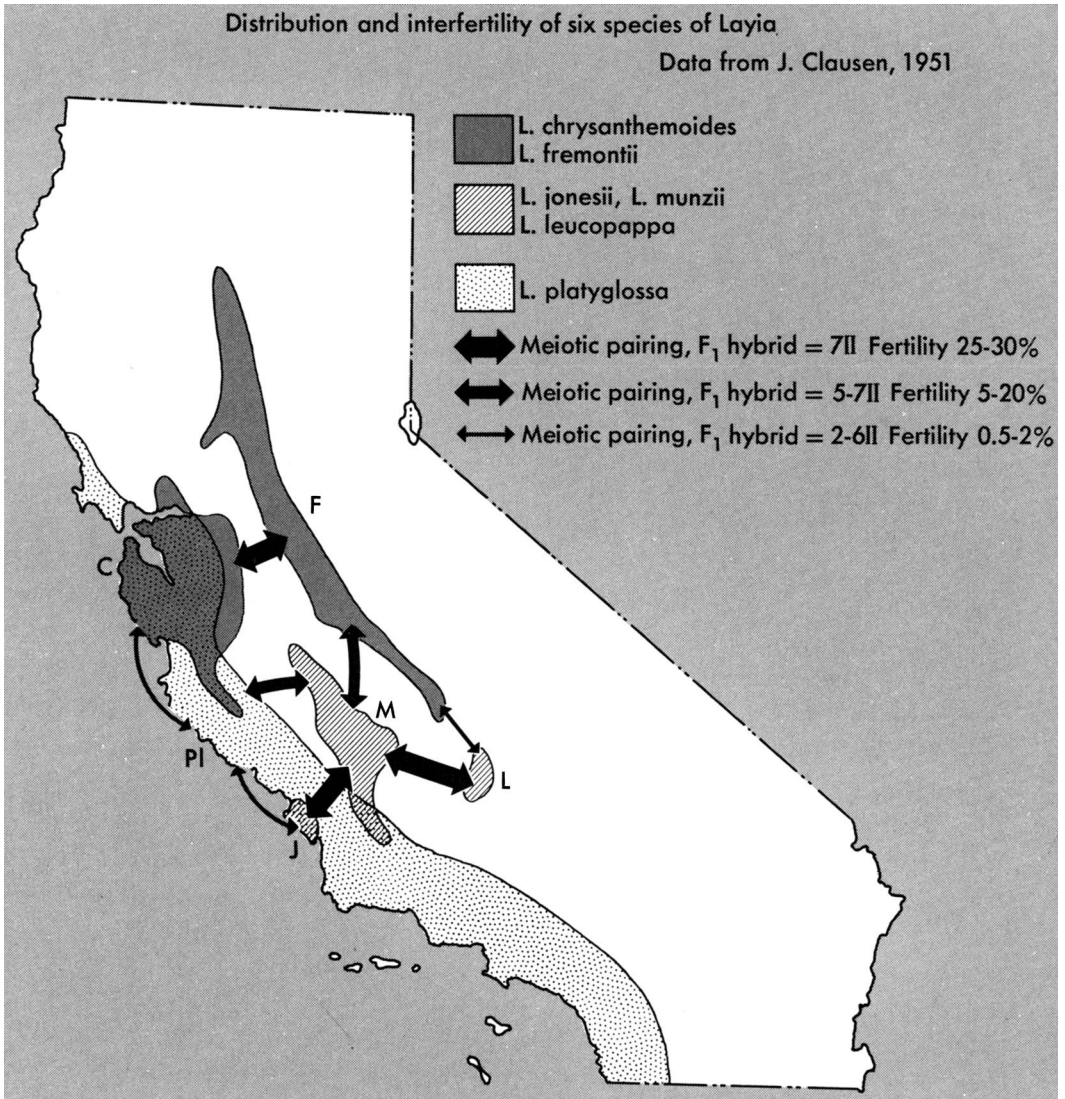 Distribution and interfertility of six species of Layia
Data from J. Clausen, 1951
L. chrysanthemoides
L. fremontii
L. jonesii, L. munzii
L. leucopappa
L. platyglossa
Meiotic pairing, F₁ hybrid = 7II Fertility 25-30%
Meiotic pairing, F₁ hybrid = 5-7II Fertility 5-20%
Meiotic pairing, F₁ hybrid = 2-6II Fertility 0.5-2%
F
C
M
Pl
L
J